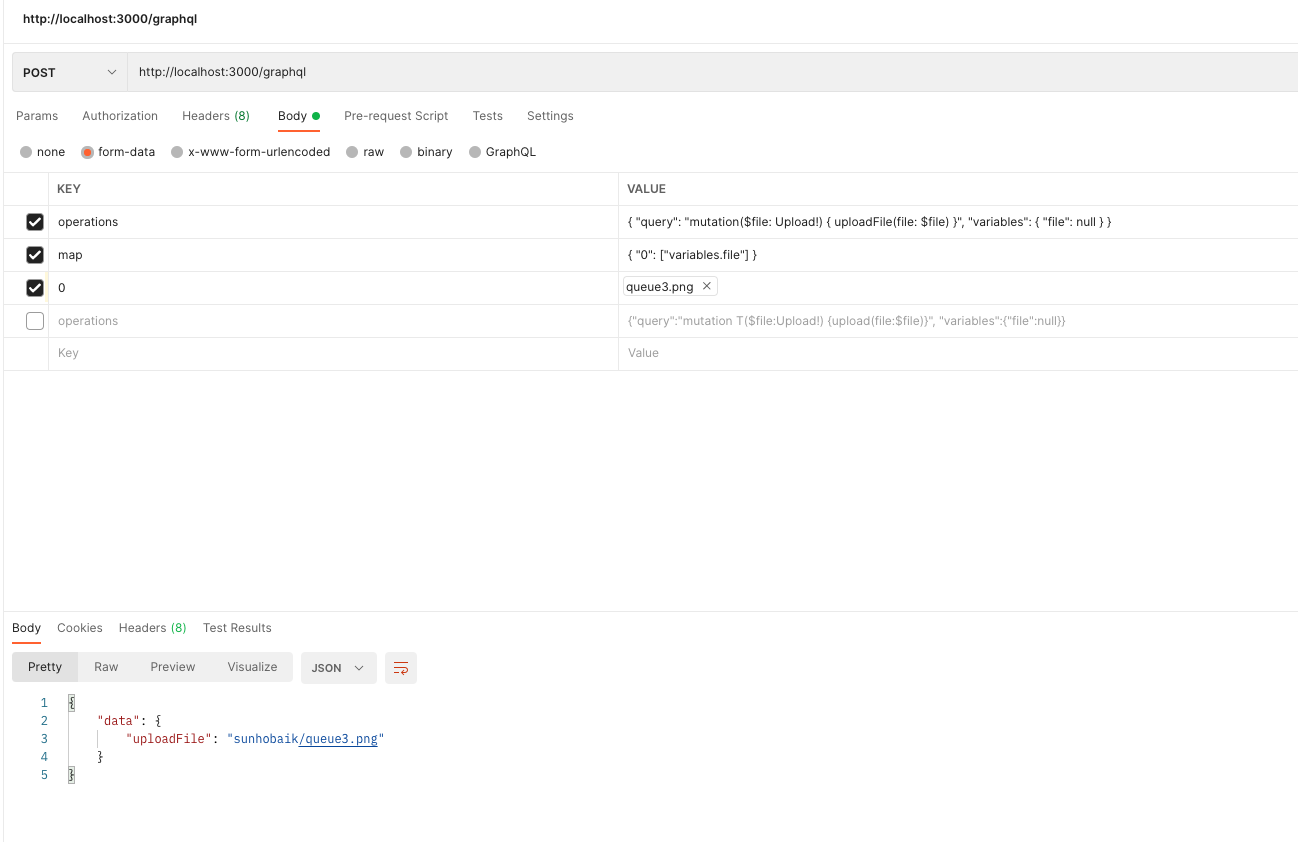 http://localhost:3000/graphql
POST http://localhost:3000/graphql
Params Authorization Headers (8) Body Pre-request Script Tests Settings
none form-data x-www-form-urlencoded raw binary GraphQL
KEY VALUE
operations { "query": "mutation($file: Upload!) { uploadFile(file: $file) }", "variables": { "file": null } }
map { "0": ["variables.file"] }
0 queue3.png
operations {"query":"mutation T($file:Upload!) {upload(file:$file)}", "variables":{"file":null}}
Key Value
Body Cookies Headers (8) Test Results
Pretty Raw Preview Visualize JSON
1 {
2 "data": {
3 "uploadFile": "sunhobaik/queue3.png"
4 }
5 }